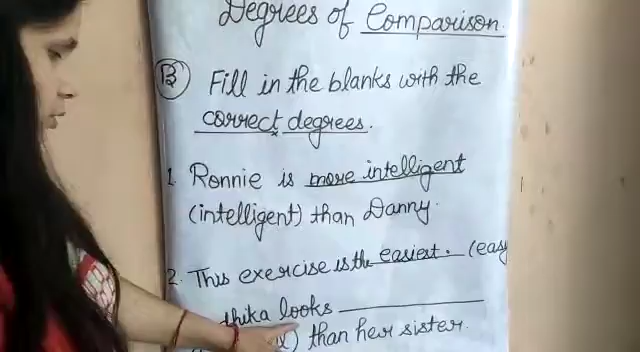 Degrees of Comparison
B Fill in the blanks with the
correct degrees.
1. Ronnie is more intelligent
(intelligent) than Danny.
2. This exercise is the easiest. (easy
thika looks
) than her sister.